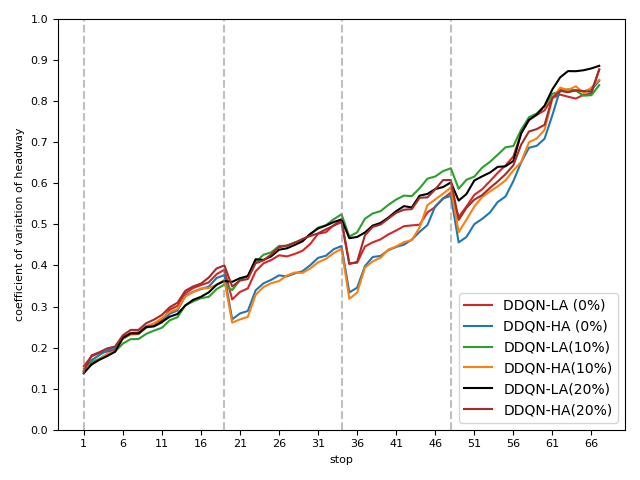 1.0
0.9
0.8
0.7
0.6
0.5
0.4
0.3
0.2
0.1
0.0
coefficient of variation of headway
DDQN-LA (0%)
DDQN-HA (0%)
DDQN-LA(10%)
DDQN-HA(10%)
DDQN-LA(20%)
DDQN-HA(20%)
1 6 11 16 21 26 31 36 41 46 51 56 61 66
stop